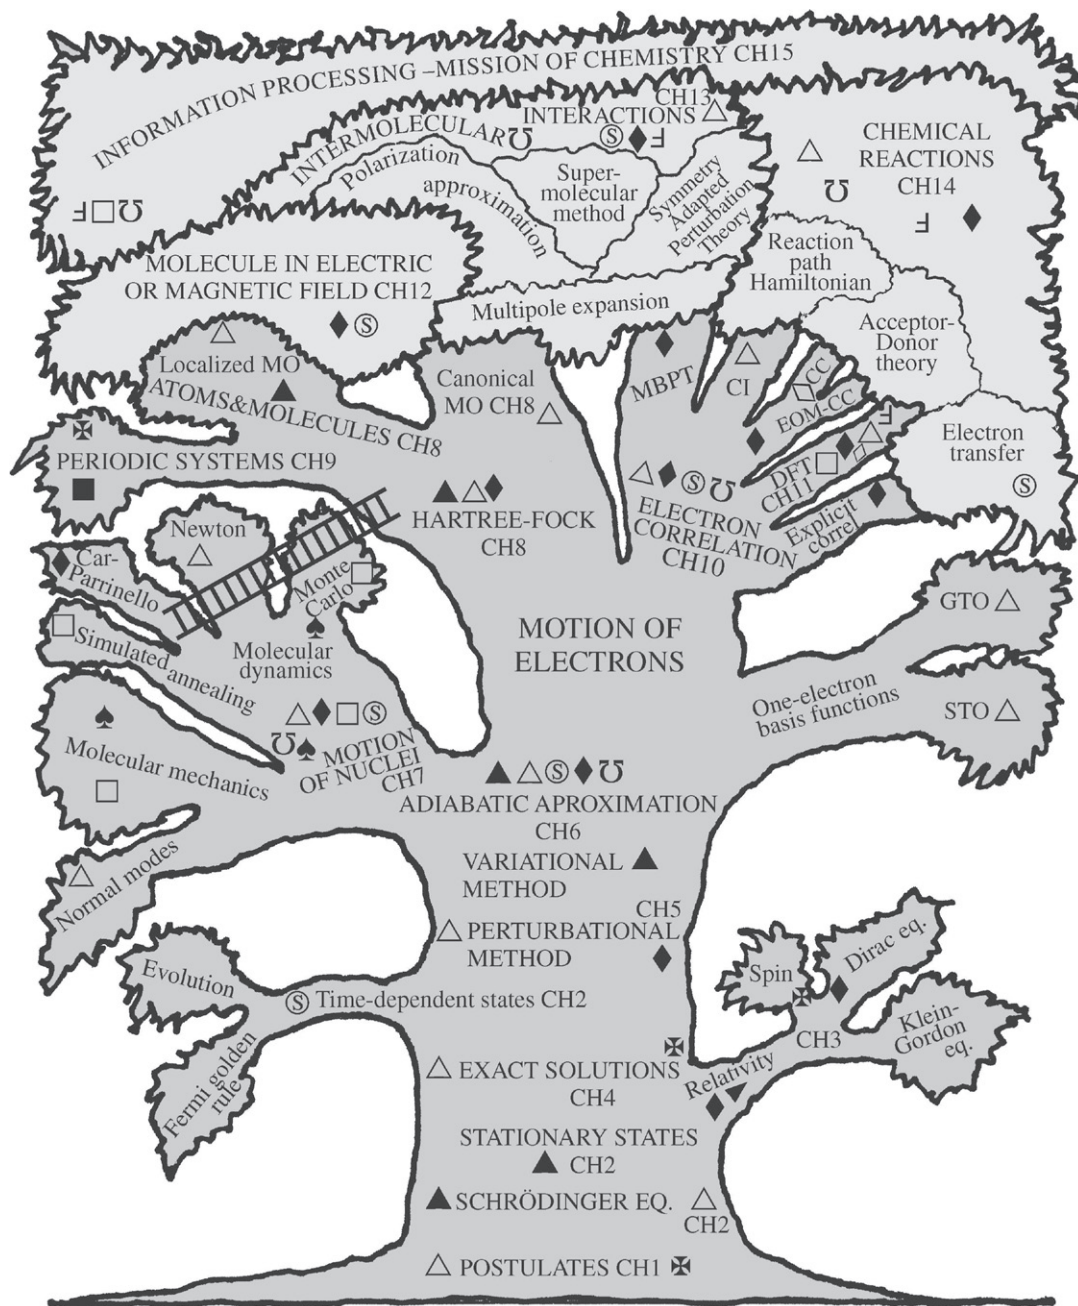 INFORMATION PROCESSING –MISSION OF CHEMISTRY CH15
CH13
INTERMOLECULAR INTERACTIONS
Polarization
approximation
Super-
molecular
method
Symmetry
Adapted
Perturbation
Theory
CHEMICAL
REACTIONS
CH14
MOLECULE IN ELECTRIC
OR MAGNETIC FIELD CH12
Multipole expansion
Reaction
path
Hamiltonian
Acceptor-
Donor
theory
Electron
transfer
Localized MO
ATOMS&MOLECULES CH8
Canonical
MO CH8
MBPT
CI
CC
EOM-CC
DFT
CH11
Explicit
correl.
PERIODIC SYSTEMS CH9
HARTREE-FOCK
CH8
ELECTRON
CORRELATION
CH10
Newton
Car-
Parrinello
Monte
Carlo
Simulated annealing
Molecular
dynamics
MOTION OF
ELECTRONS
GTO
One-electron
basis functions
STO
Molecular mechanics
MOTION
OF NUCLEI
CH7
ADIABATIC APROXIMATION
CH6
Normal modes
VARIATIONAL
METHOD
CH5
PERTURBATIONAL
METHOD
Evolution
Time-dependent states CH2
Fermi golden
rule
Spin
Dirac eq.
Klein-
Gordon
eq.
CH3
Relativity
EXACT SOLUTIONS
CH4
STATIONARY STATES
CH2
SCHRÖDINGER EQ.
CH2
POSTULATES CH1